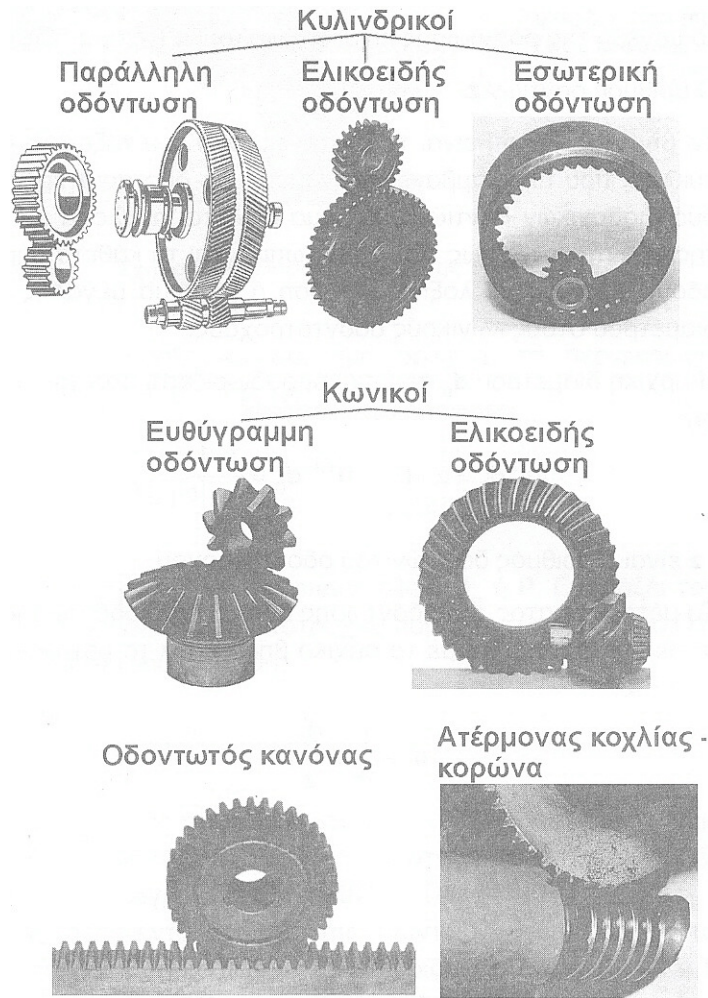 Κυλινδρικοί
Παράλληλη
οδόντωση
Ελικοειδής
οδόντωση
Εσωτερική
οδόντωση
Κωνικοί
Ευθύγραμμη
οδόντωση
Ελικοειδής
οδόντωση
Οδοντωτός κανόνας
Ατέρμονας κοχλίας -
κορώνα